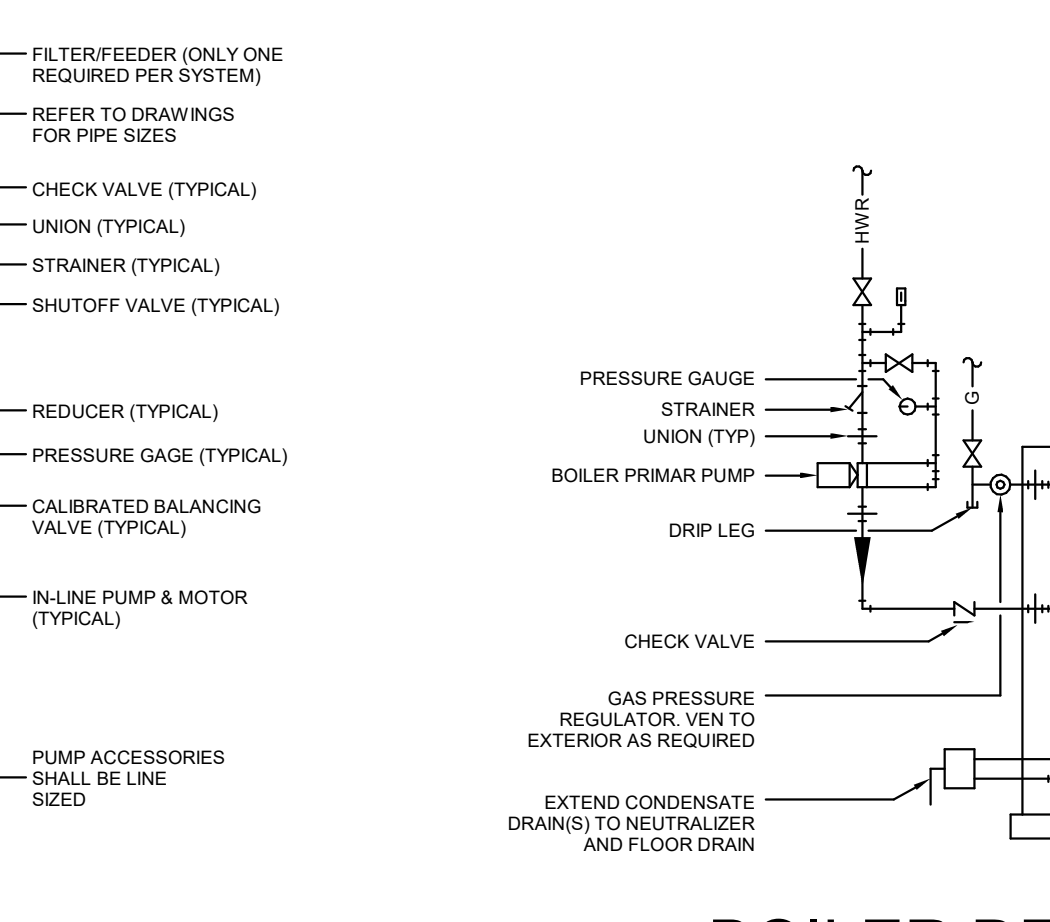 FILTER/FEEDER (ONLY ONE
REQUIRED PER SYSTEM)
REFER TO DRAWINGS
FOR PIPE SIZES
CHECK VALVE (TYPICAL)
UNION (TYPICAL)
STRAINER (TYPICAL)
SHUTOFF VALVE (TYPICAL)
REDUCER (TYPICAL)
PRESSURE GAGE (TYPICAL)
CALIBRATED BALANCING
VALVE (TYPICAL)
IN-LINE PUMP & MOTOR
(TYPICAL)
PUMP ACCESSORIES
SHALL BE LINE
SIZED
HWR
G
PRESSURE GAUGE
STRAINER
UNION (TYP)
BOILER PRIMAR PUMP
DRIP LEG
CHECK VALVE
GAS PRESSURE
REGULATOR. VEN TO
EXTERIOR AS REQUIRED
EXTEND CONDENSATE
DRAIN(S) TO NEUTRALIZER
AND FLOOR DRAIN